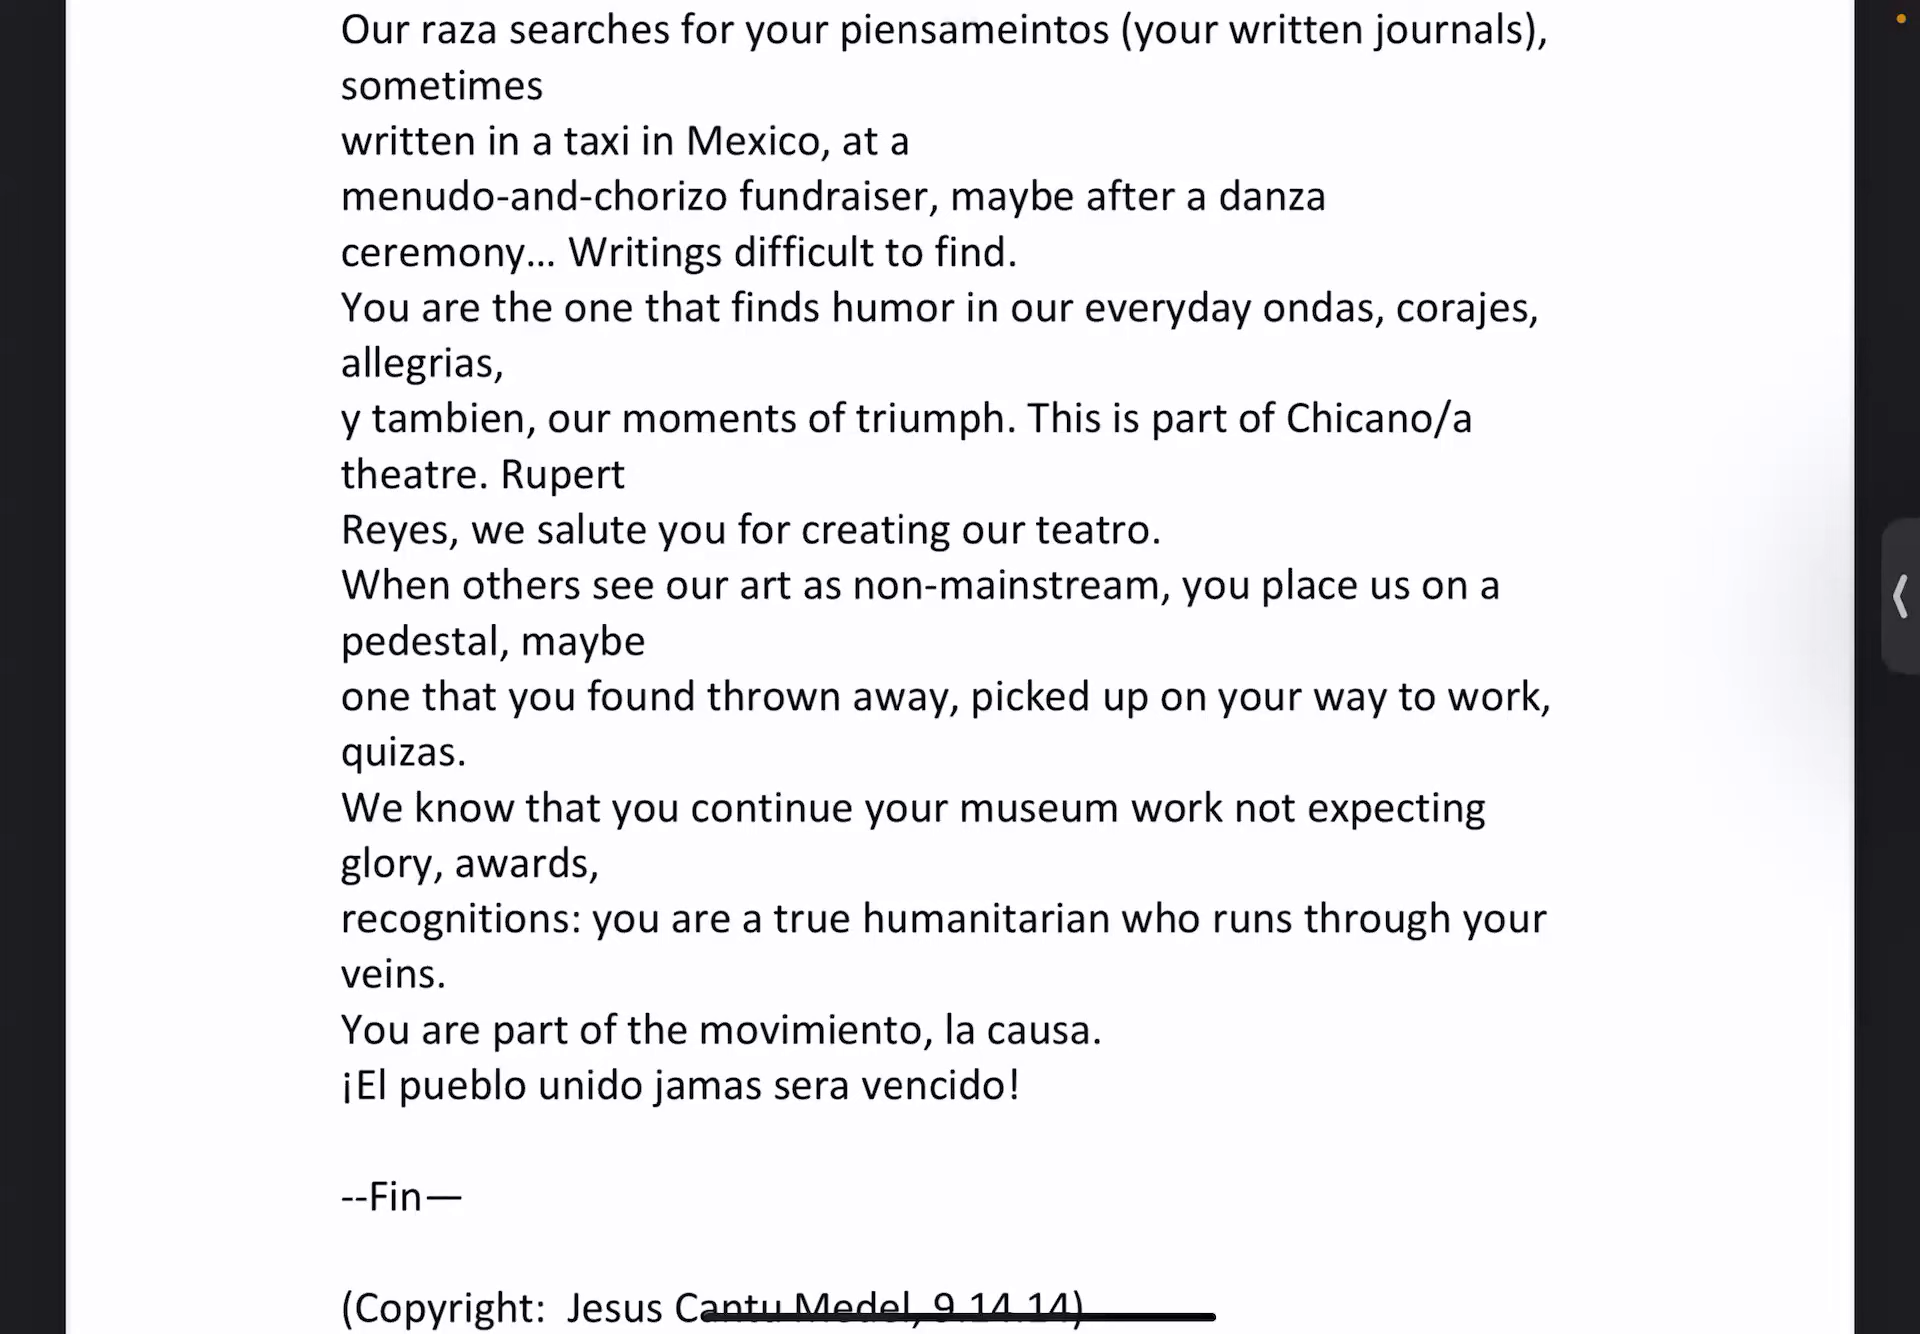 Our raza searches for your piensameintos (your written journals),
sometimes
written in a taxi in Mexico, at a
menudo-and-chorizo fundraiser, maybe after a danza
ceremony... Writings difficult to find.
You are the one that finds humor in our everyday ondas, corajes,
allegrias,
y tambien, our moments of triumph. This is part of Chicano/a
theatre. Rupert
Reyes, we salute you for creating our teatro.
When others see our art as non-mainstream, you place us on a
pedestal, maybe
one that you found thrown away, picked up on your way to work,
quizas.
We know that you continue your museum work not expecting
glory, awards,
recognitions: you are a true humanitarian who runs through your
veins.
You are part of the movimiento, la causa.
¡El pueblo unido jamas sera vencido!
--Fin—
(Copyright:  Jesus Cantu Medel, 9.14.14)